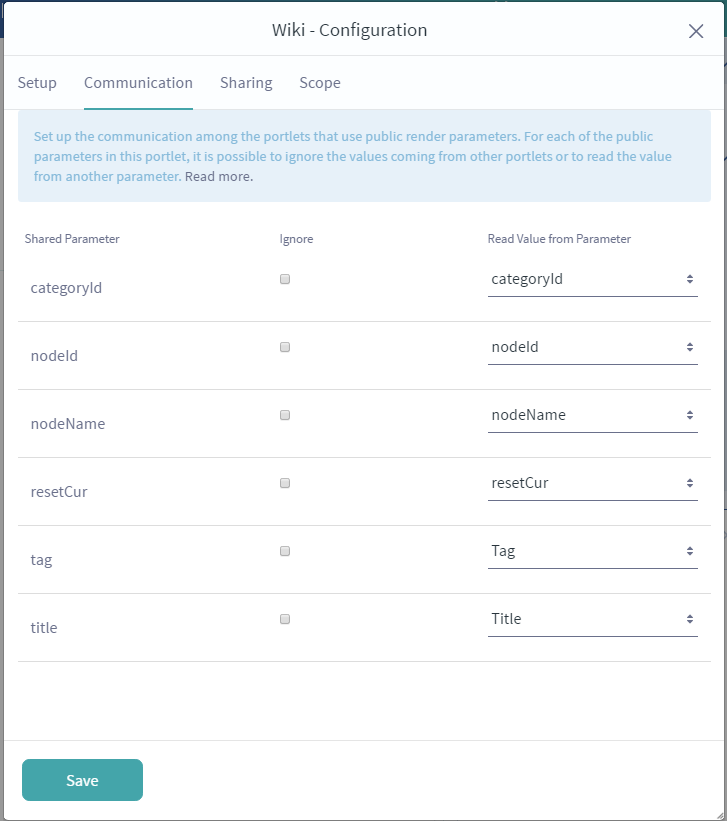 Wiki - Configuration
Setup Communication Sharing Scope
Set up the communication among the portlets that use public render parameters. For each of the public
parameters in this portlet, it is possible to ignore the values coming from other portlets or to read the value
from another parameter. Read more.
Shared Parameter Ignore Read Value from Parameter
categoryId categoryId
nodeId nodeId
nodeName nodeName
resetCur resetCur
tag Tag
title Title
Save